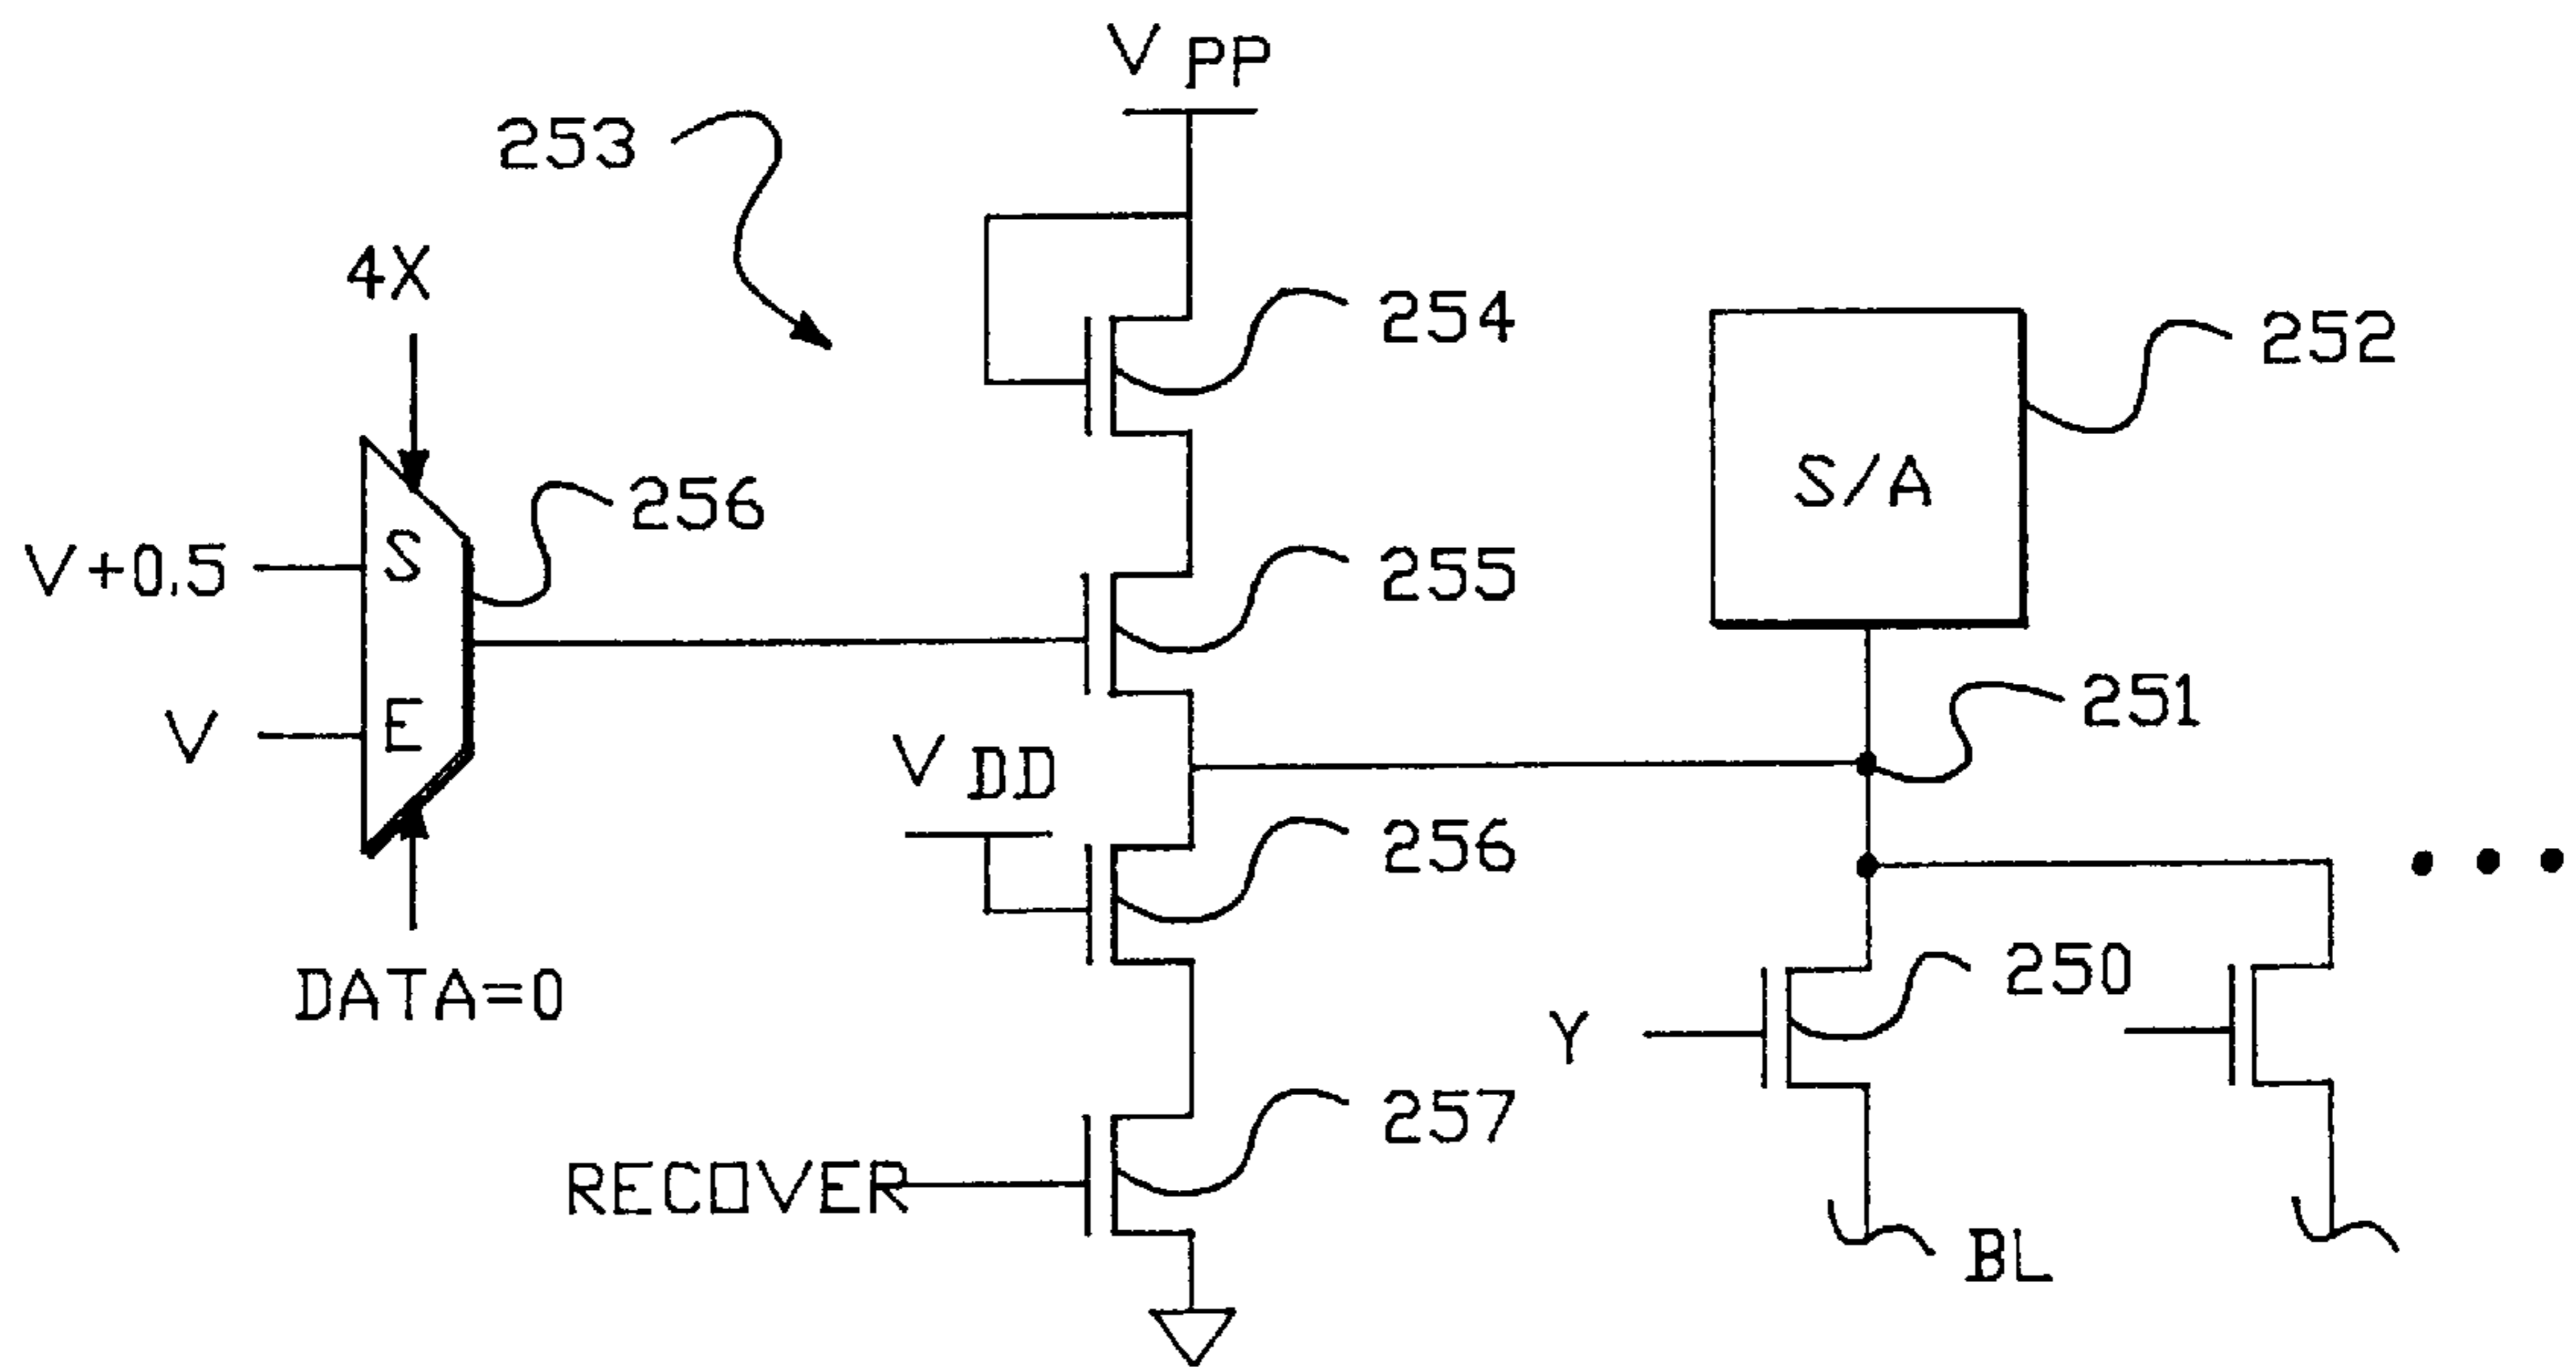 V PP
253
4X
254
252
S/A
256
V+0.5
S
255
V
E
251
V DD
256
DATA=0
250
Y
257
RECOVER
BL